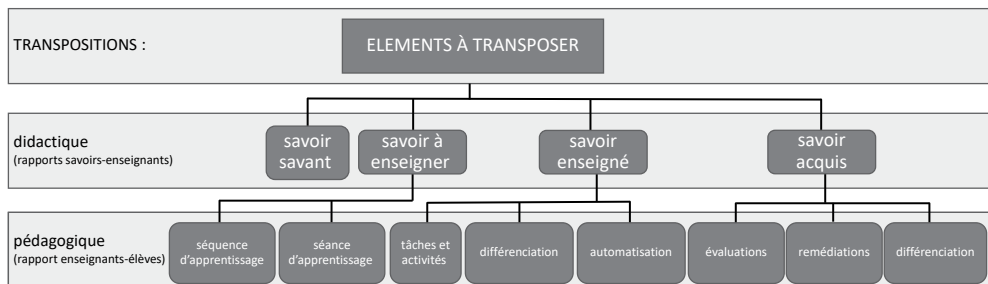 TRANSPOSITIONS :
ELEMENTS À TRANSPOSER
didactique
(rapports savoirs-enseignants)
savoir
savant
savoir à
enseigner
savoir
enseigné
savoir
acquis
pédagogique
(rapport enseignants-élèves)
séquence
d'apprentissage
séance
d'apprentissage
tâches et
activités
différenciation
automatisation
évaluations
remédiations
différenciation